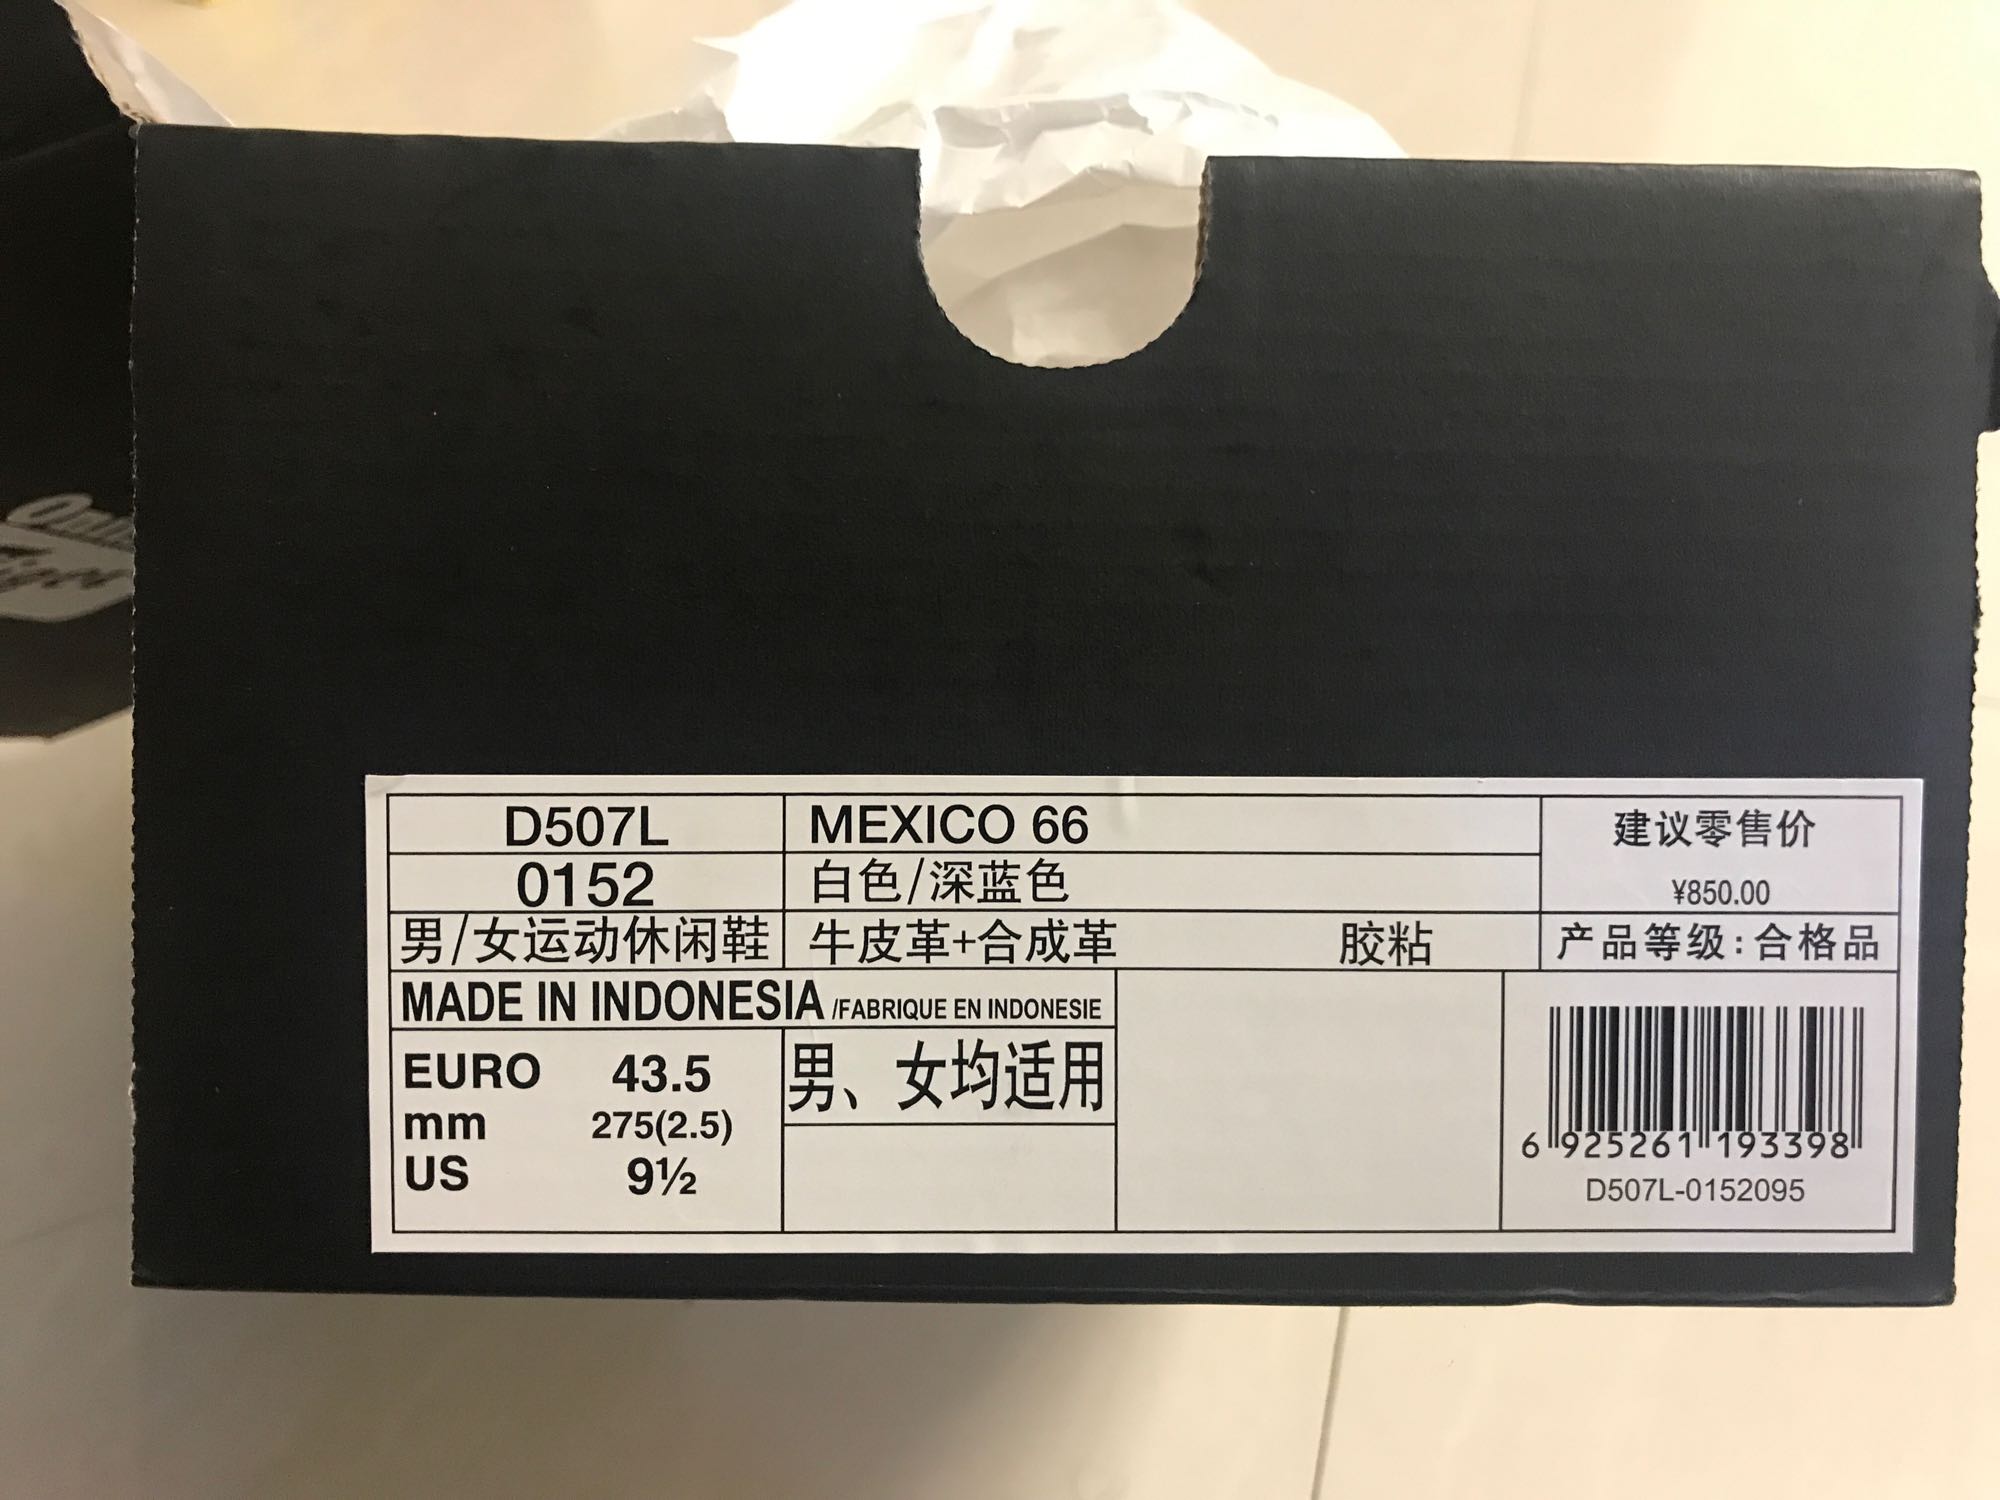 D507L
MEXICO 66
建议零售价
0152
白色/深蓝色
¥850.00
男/女运动休闲鞋
牛皮革+合成革
胶粘
产品等级:合格品
MADE IN INDONESIA /FABRIQUE EN INDONESIE
EURO 43.5
男、女均适用
mm 275(2.5)
US 9½
6 925261 193398
D507L-0152095